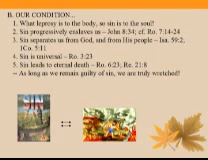 B. OUR CONDITION...
1. What leprosy is to the body, so sin is to the soul!
2. Sin progressively enslaves us – John 8:34; cf. Ro. 7:14-24
3. Sin separates us from God, and from His people – Isa. 59:2;
1Co. 5:11
4. Sin is universal – Ro. 3:23
5. Sin leads to eternal death – Ro. 6:23; Re. 21:8
-- As long as we remain guilty of sin, we are truly wretched!